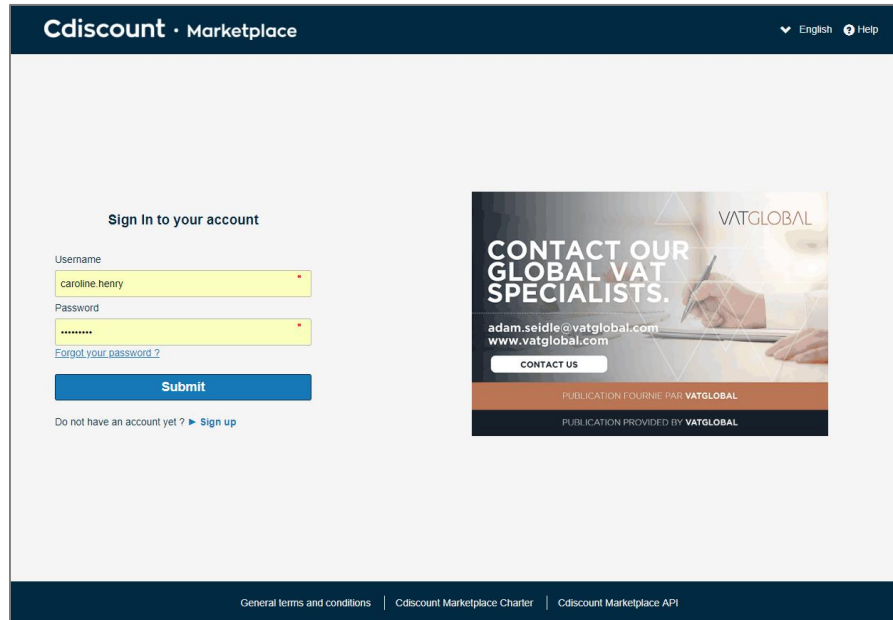 Cdiscount · Marketplace
English Help
Sign In to your account
Username
caroline.henry *
Password
••••••••• *
Forgot your password ?
Submit
Do not have an account yet ? ► Sign up
VATGLOBAL
CONTACT OUR
GLOBAL VAT
SPECIALISTS.
adam.seidle@vatglobal.com
www.vatglobal.com
CONTACT US
PUBLICATION FOURNIE PAR VATGLOBAL
PUBLICATION PROVIDED BY VATGLOBAL
General terms and conditions | Cdiscount Marketplace Charter | Cdiscount Marketplace API